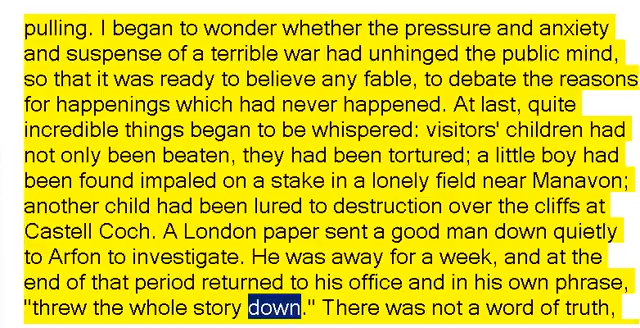 pulling. I began to wonder whether the pressure and anxiety
and suspense of a terrible war had unhinged the public mind,
so that it was ready to believe any fable, to debate the reasons
for happenings which had never happened. At last, quite
incredible things began to be whispered: visitors' children had
not only been beaten, they had been tortured; a little boy had
been found impaled on a stake in a lonely field near Manavon;
another child had been lured to destruction over the cliffs at
Castell Coch. A London paper sent a good man down quietly
to Arfon to investigate. He was away for a week, and at the
end of that period returned to his office and in his own phrase,
"threw the whole story down." There was not a word of truth,